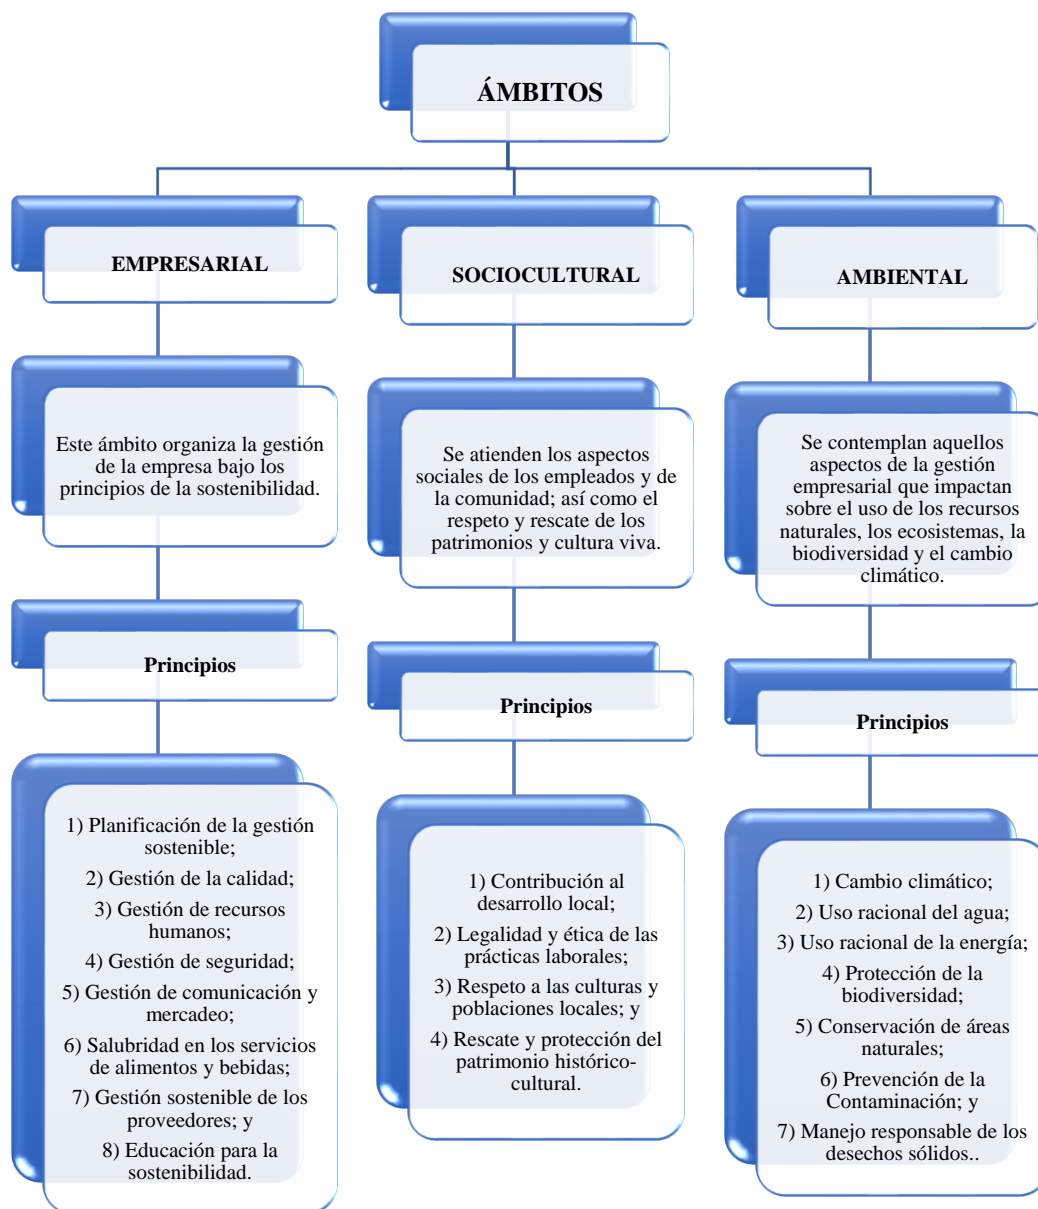 ÁMBITOS
EMPRESARIAL
Este ámbito organiza la gestión
de la empresa bajo los
principios de la sostenibilidad.
Principios
1) Planificación de la gestión
sostenible;
2) Gestión de la calidad;
3) Gestión de recursos
humanos;
4) Gestión de seguridad;
5) Gestión de comunicación y
mercadeo;
6) Salubridad en los servicios
de alimentos y bebidas;
7) Gestión sostenible de los
proveedores; y
8) Educación para la
sostenibilidad.
SOCIOCULTURAL
Se atienden los aspectos
sociales de los empleados y de
la comunidad; así como el
respeto y rescate de los
patrimonios y cultura viva.
Principios
1) Contribución al
desarrollo local;
2) Legalidad y ética de las
prácticas laborales;
3) Respeto a las culturas y
poblaciones locales; y
4) Rescate y protección del
patrimonio histórico-
cultural.
AMBIENTAL
Se contemplan aquellos
aspectos de la gestión
empresarial que impactan
sobre el uso de los recursos
naturales, los ecosistemas, la
biodiversidad y el cambio
climático.
Principios
1) Cambio climático;
2) Uso racional del agua;
3) Uso racional de la energía;
4) Protección de la
biodiversidad;
5) Conservación de áreas
naturales;
6) Prevención de la
Contaminación; y
7) Manejo responsable de los
desechos sólidos..